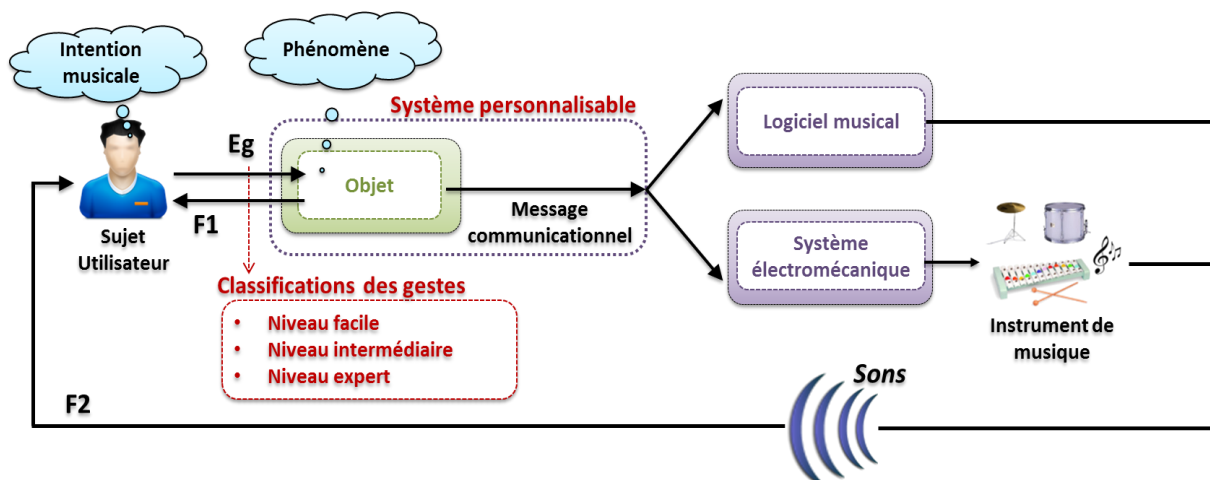 Intention
musicale
Phénomène
Système personnalisable
Logiciel musical
Eg
Objet
F1
Message
communicationnel
Sujet
Utilisateur
Système
électromécanique
Classifications des gestes
• Niveau facile
• Niveau intermédiaire
• Niveau expert
Instrument de
musique
Sons
F2